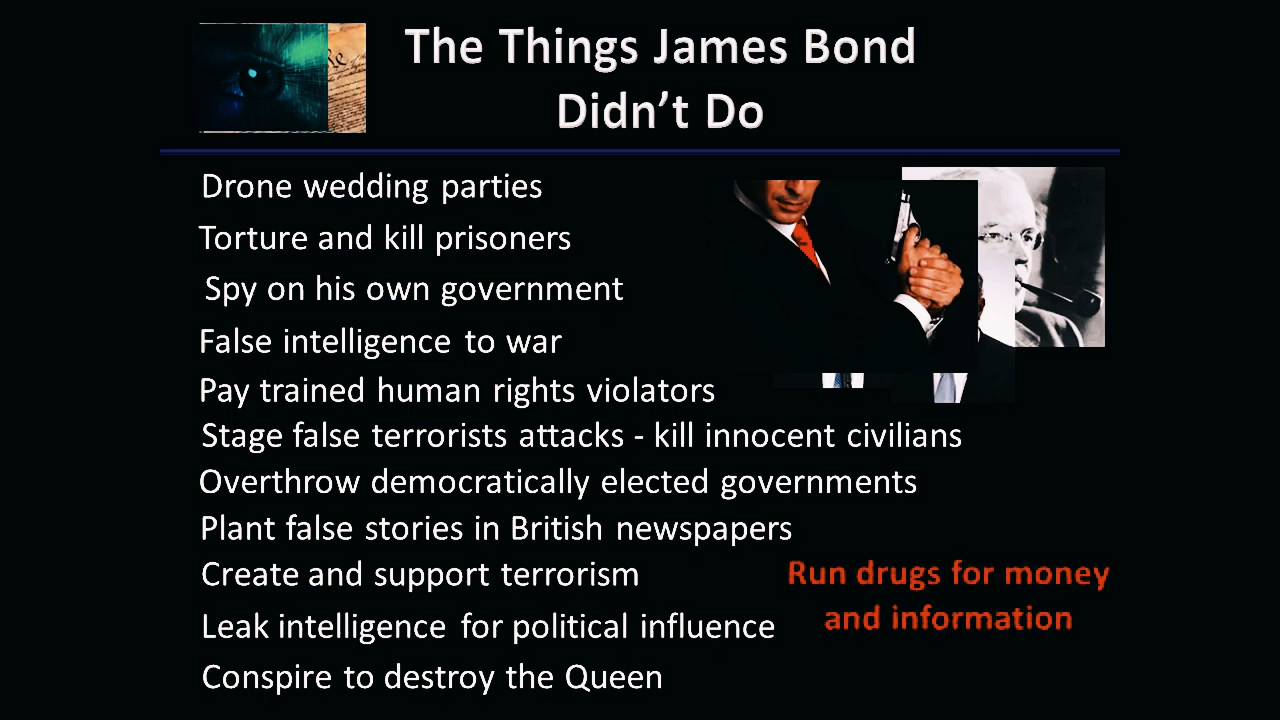 The Things James Bond
Didn't Do
Drone wedding parties
Torture and kill prisoners
Spy on his own government
False intelligence to war
Pay trained human rights violators
Stage false terrorists attacks - kill innocent civilians
Overthrow democratically elected governments
Plant false stories in British newspapers
Create and support terrorism
Leak intelligence for political influence
Conspire to destroy the Queen
Run drugs for money
and information